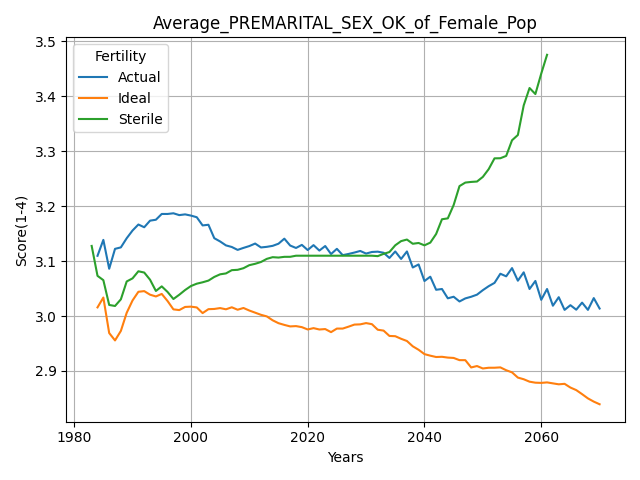 Average_PREMARITAL_SEX_OK_of_Female_Pop
3.5
3.4
3.3
3.2
3.1
3.0
2.9
Score(1-4)
Fertility
Actual
Ideal
Sterile
1980 2000 2020 2040 2060
Years